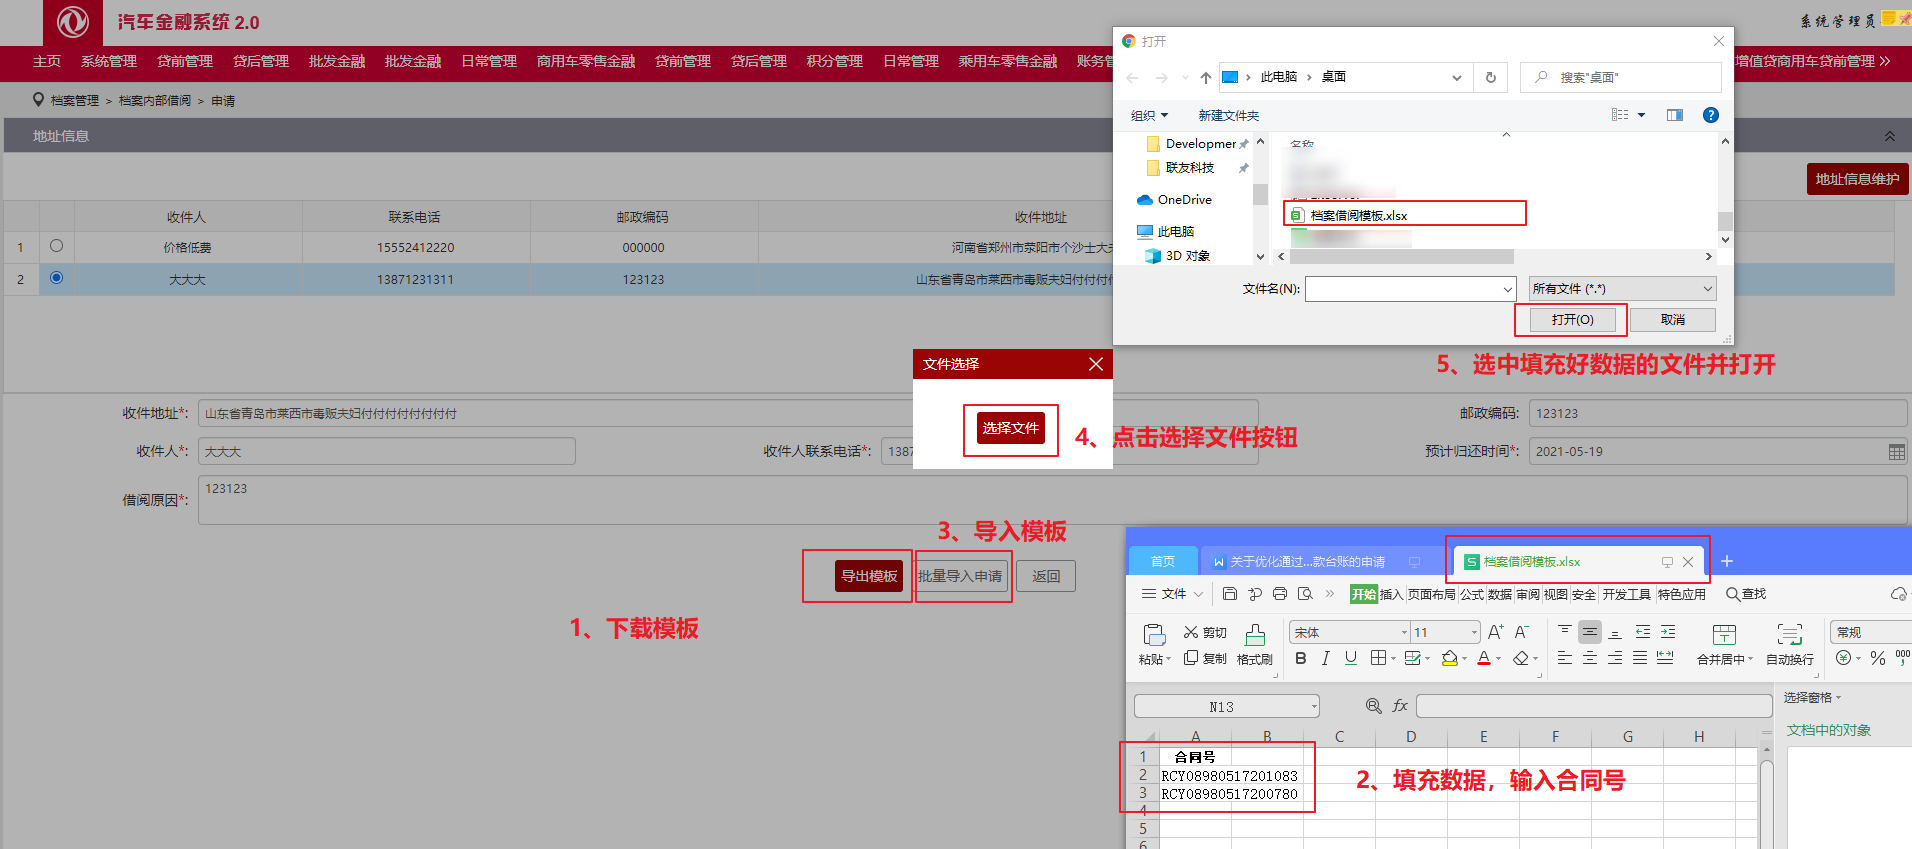 汽车金融系统 2.0
系统管理员
主页 系统管理 贷前管理 贷后管理 批发金融 批发金融 日常管理 商用车零售金融 贷前管理 贷后管理 积分管理 日常管理 乘用车零售金融 账务管
增值贷商用车贷前管理 »
档案管理 > 档案内部借阅 > 申请
地址信息
地址信息维护
收件人 联系电话 邮政编码 收件地址
1 价格低薏 15552412220 000000 河南省郑州市荥阳市个沙士大夫
2 大大大 13871231311 123123 山东省青岛市莱西市毒贩夫妇付付付付
收件地址*: 山东省青岛市莱西市毒贩夫妇付付付付付付付付
邮政编码: 123123
收件人*: 大大大
收件人联系电话*: 1387
预计归还时间*: 2021-05-19
借阅原因*: 123123
导出模板 批量导入申请 返回
1、下载模板
3、导入模板
文件选择
选择文件
4、点击选择文件按钮
打开
此电脑 › 桌面
搜索"桌面"
组织 新建文件夹
Developmer
联友科技
OneDrive
此电脑
3D 对象
名称
档案借阅模板.xlsx
文件名(N):
所有文件 (*.*)
打开(O) 取消
5、选中填充好数据的文件并打开
首页 关于优化通过...款台账的申请 档案借阅模板.xlsx
文件 开始 插入 页面布局 公式 数据 审阅 视图 安全 开发工具 特色应用 查找
粘贴 剪切 复制 格式刷
宋体 11
B I U
合并居中 自动换行
常规
N13 fx
选择窗格
文档中的对象
A B C D E F G H
1 合同号
2 RCY08980517201083
3 RCY08980517200780
4
5
6
2、填充数据，输入合同号